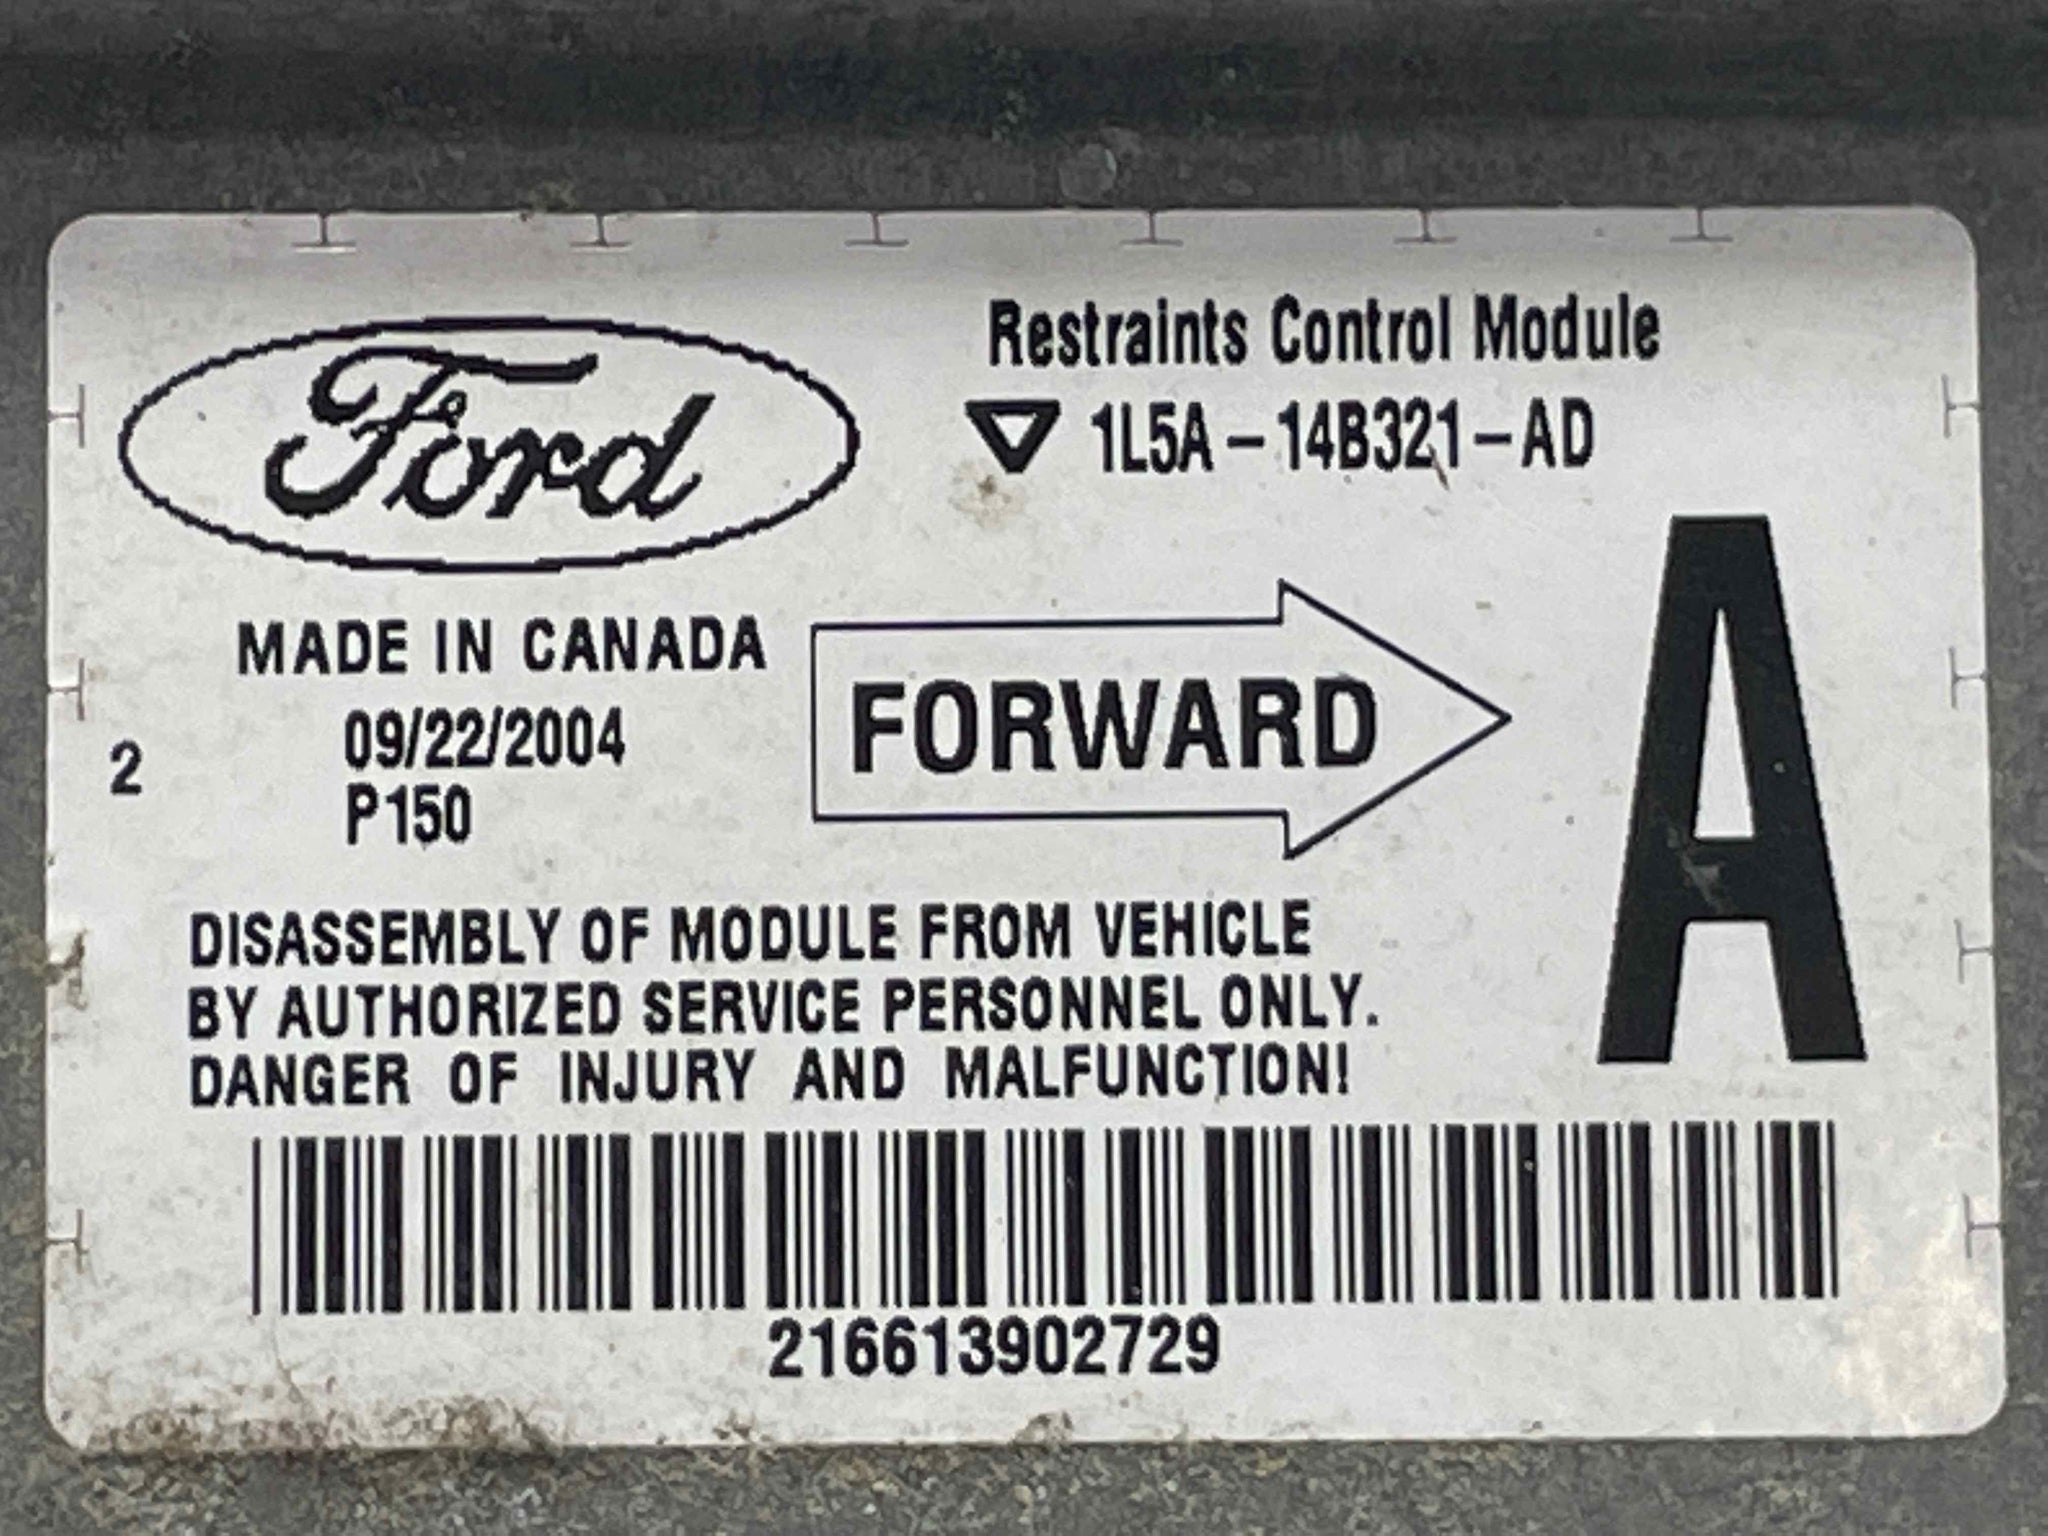 Ford
Restraints Control Module
1L5A-14B321-AD
A
MADE IN CANADA
09/22/2004
2
P150
FORWARD
DISASSEMBLY OF MODULE FROM VEHICLE
BY AUTHORIZED SERVICE PERSONNEL ONLY.
DANGER OF INJURY AND MALFUNCTION!
216613902729